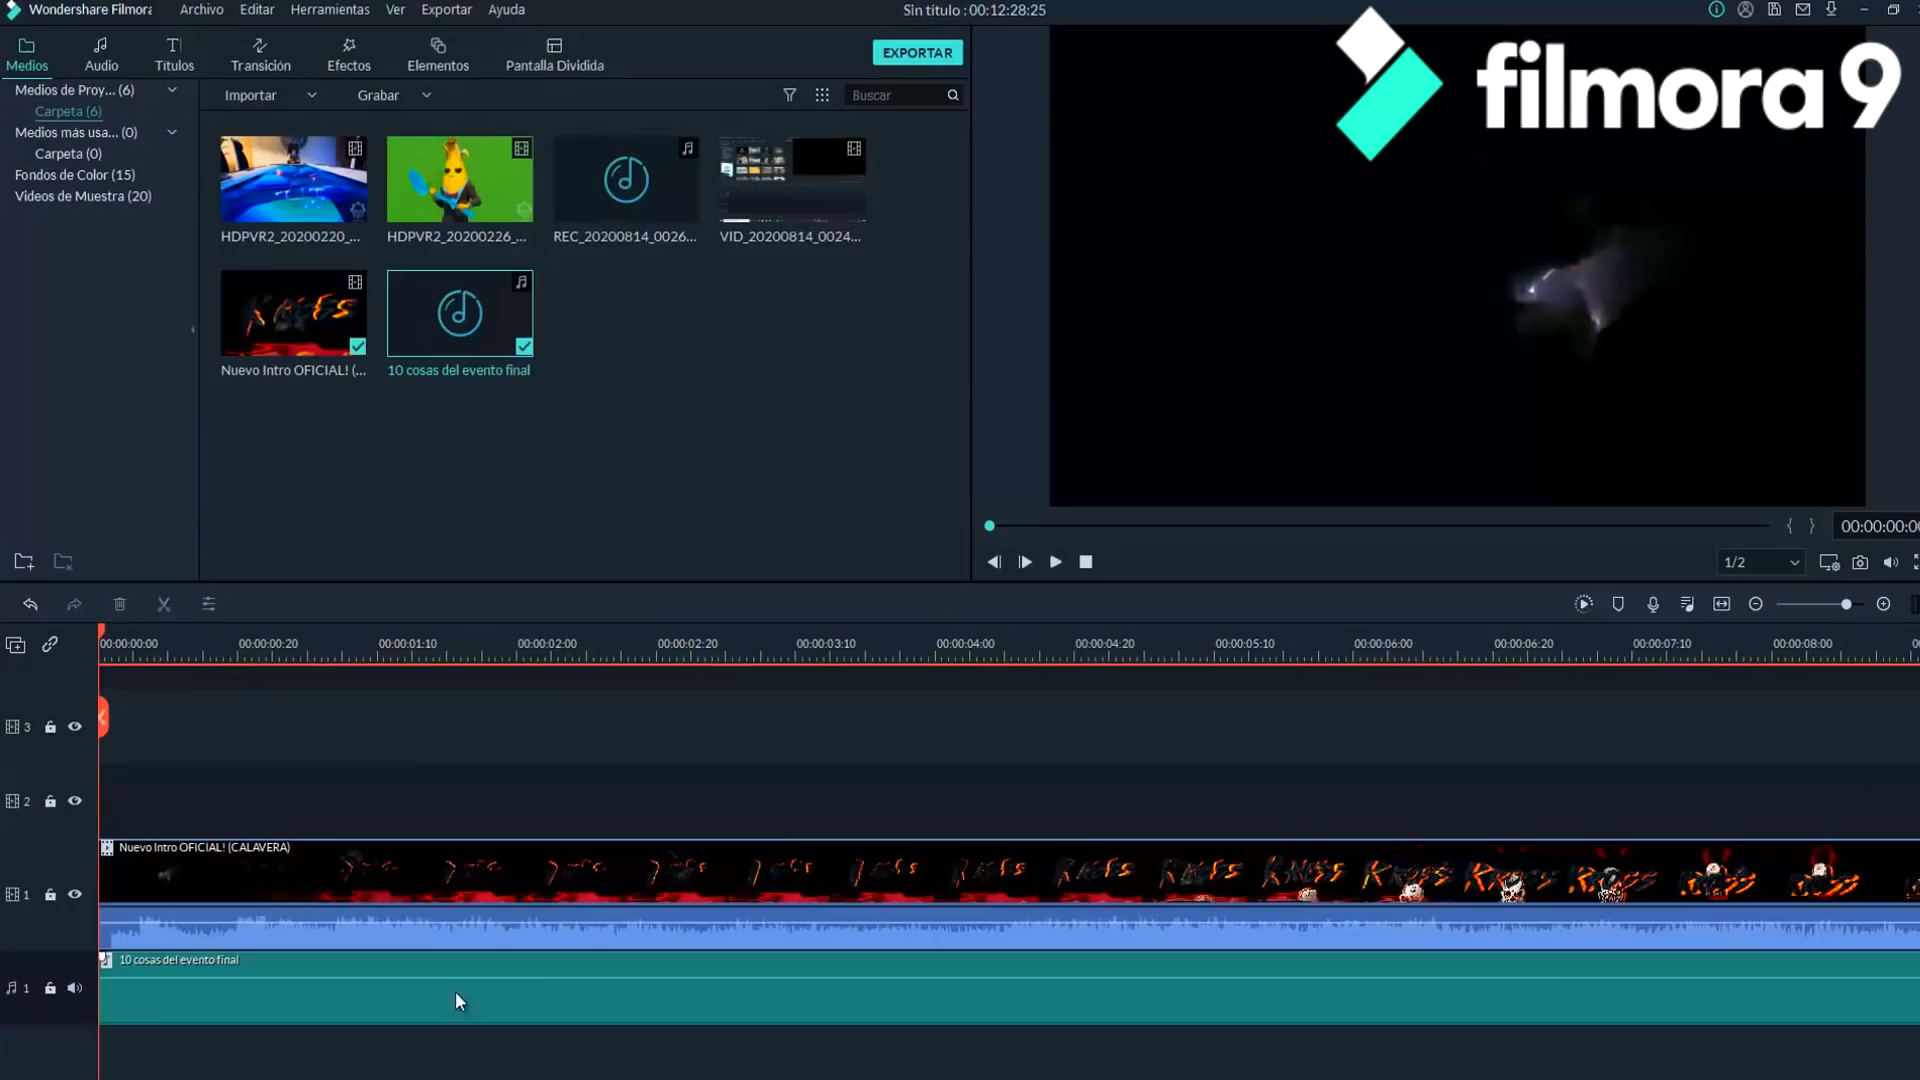 Wondershare Filmora
Archivo Editar Herramientas Ver Exportar Ayuda
Sin título : 00:12:28:25
filmora 9
Medios Audio Títulos Transición Efectos Elementos Pantalla Dividida
EXPORTAR
Medios de Proy... (6)
Carpeta (6)
Medios más usa... (0)
Carpeta (0)
Fondos de Color (15)
Videos de Muestra (20)
Importar Grabar Buscar
HDPVR2_20200220_... HDPVR2_20200226_... REC_20200814_0026... VID_20200814_0024...
Nuevo Intro OFICIAL! (... 10 cosas del evento final
00:00:00:00
1/2
00:00:00:00 00:00:00:20 00:00:01:10 00:00:02:00 00:00:02:20 00:00:03:10 00:00:04:00 00:00:04:20 00:00:05:10 00:00:06:00 00:00:06:20 00:00:07:10 00:00:08:00
3
2
Nuevo Intro OFICIAL! (CALAVERA)
1
10 cosas del evento final
1